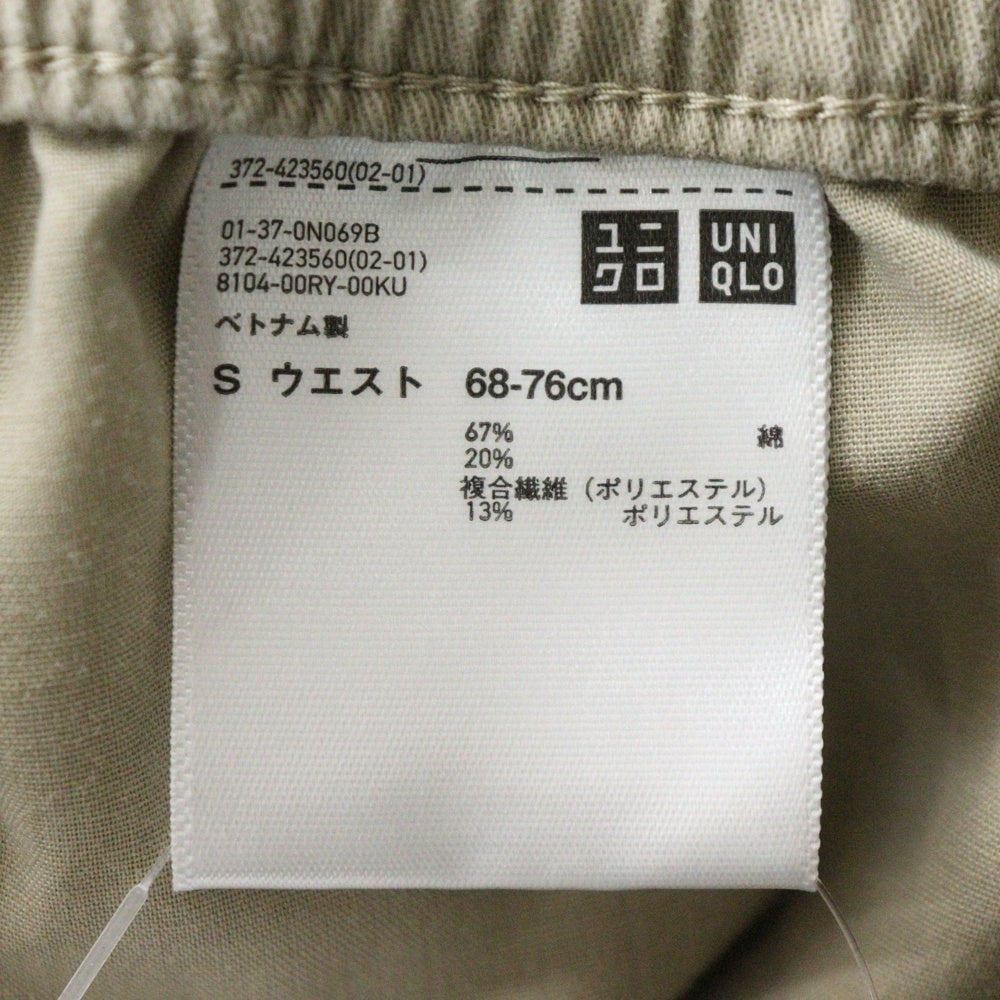 372-423560(02-01)
01-37-0N069B
372-423560(02-01)
8104-00RY-00KU
ベトナム製
ユニ
クロ
UNI
QLO
S ウエスト 68-76cm
67% 綿
20%
複合繊維 (ポリエステル)
13% ポリエステル